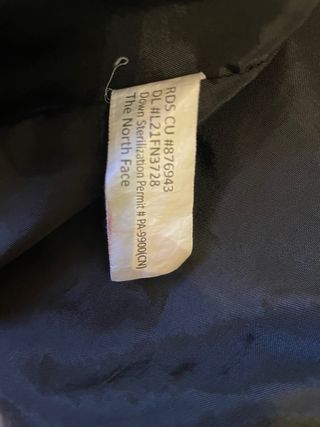 RDS CU #876943
DL #L21FN3728
Down Sterilization Permit # PA-9900(CN)
The North Face